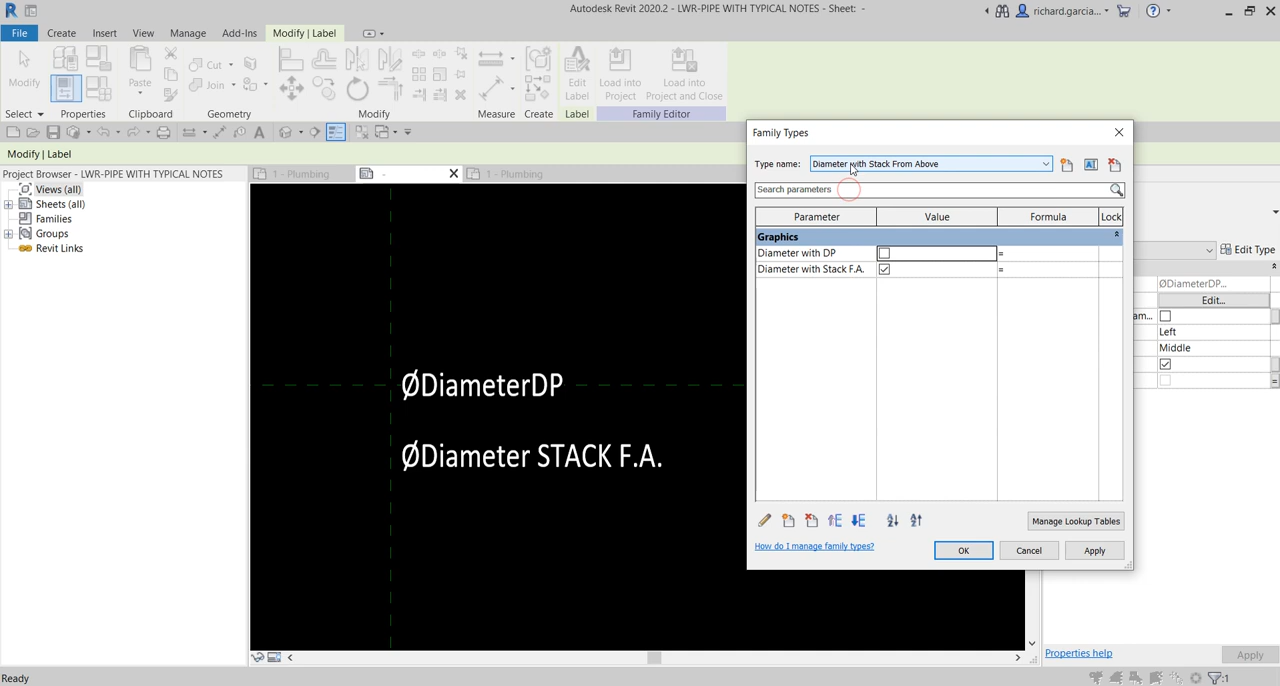 Autodesk Revit 2020.2 - LWR-PIPE WITH TYPICAL NOTES - Sheet: -
richard.garcia...
File Create Insert View Manage Add-Ins Modify | Label
Modify
Paste
Cut
Join
Edit Label
Load into Project
Load into Project and Close
Select Properties Clipboard Geometry Modify Measure Create Label Family Editor
Modify | Label
Project Browser - LWR-PIPE WITH TYPICAL NOTES
Views (all)
Sheets (all)
Families
Groups
Revit Links
1 - Plumbing
-
1 - Plumbing
ØDiameterDP
ØDiameter STACK F.A.
Family Types
Type name: Diameter with Stack From Above
Search parameters
Parameter Value Formula Lock
Graphics
Diameter with DP =
Diameter with Stack F.A. =
Manage Lookup Tables
How do I manage family types?
OK Cancel Apply
Edit Type
ØDiameterDP...
Edit...
am...
Left
Middle
=
Properties help
Apply
Ready
:1